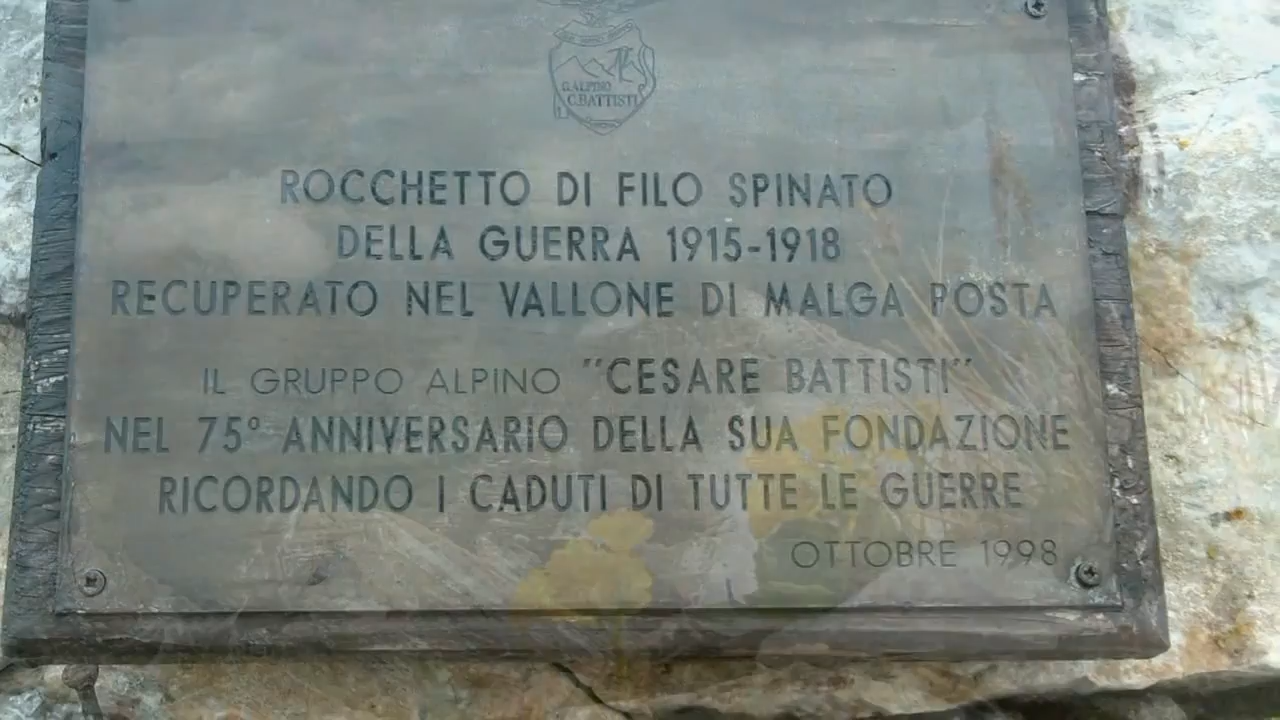 G.ALPINO
C.BATTISTI
ROCCHETTO DI FILO SPINATO
DELLA GUERRA 1915-1918
RECUPERATO NEL VALLONE DI MALGA POSTA
IL GRUPPO ALPINO "CESARE BATTISTI"
NEL 75° ANNIVERSARIO DELLA SUA FONDAZIONE
RICORDANDO I CADUTI DI TUTTE LE GUERRE
OTTOBRE 1998